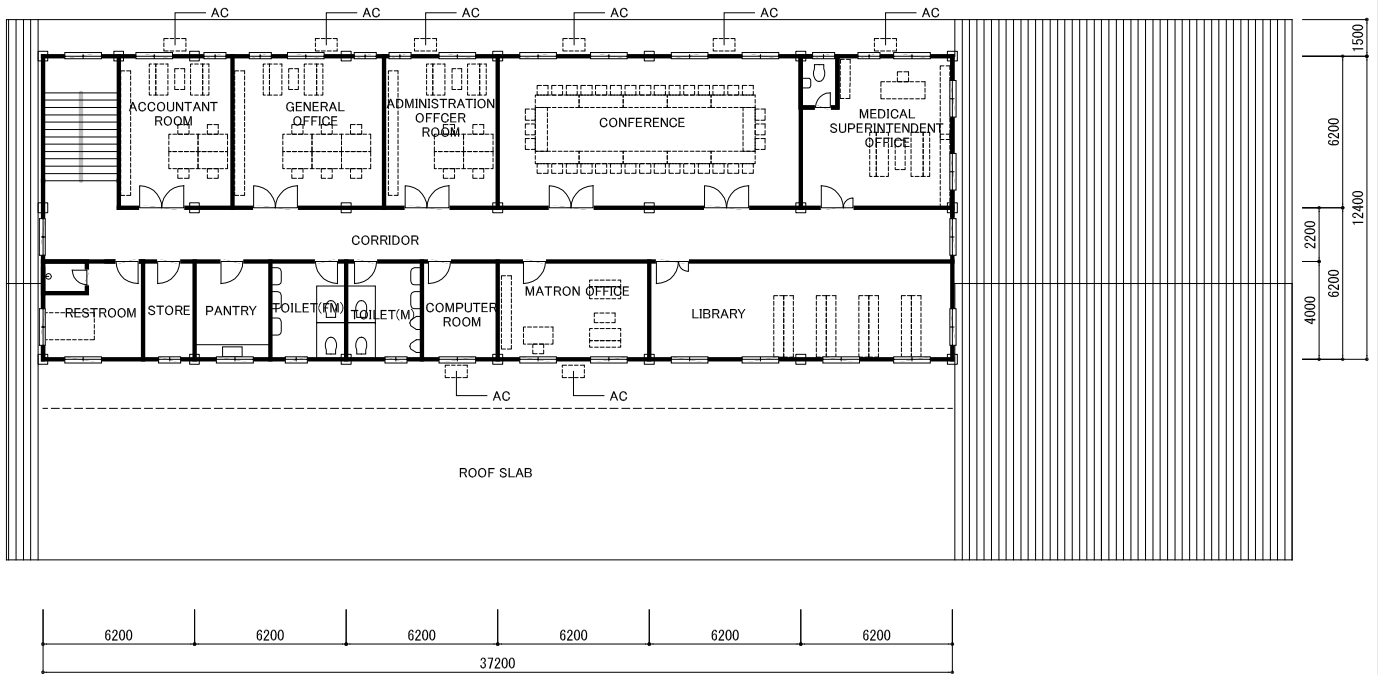 AC
AC
AC
AC
AC
AC
1500
ACCOUNTANT
ROOM
GENERAL
OFFICE
ADMINISTRATION
OFFCER
ROOM
CONFERENCE
MEDICAL
SUPERINTENDENT
OFFICE
6200
12400
CORRIDOR
2200
6200
RESTROOM
STORE
PANTRY
TOILET(FM)
TOILET(M)
COMPUTER
ROOM
MATRON OFFICE
LIBRARY
4000
AC
AC
ROOF SLAB
6200
6200
6200
6200
6200
6200
37200